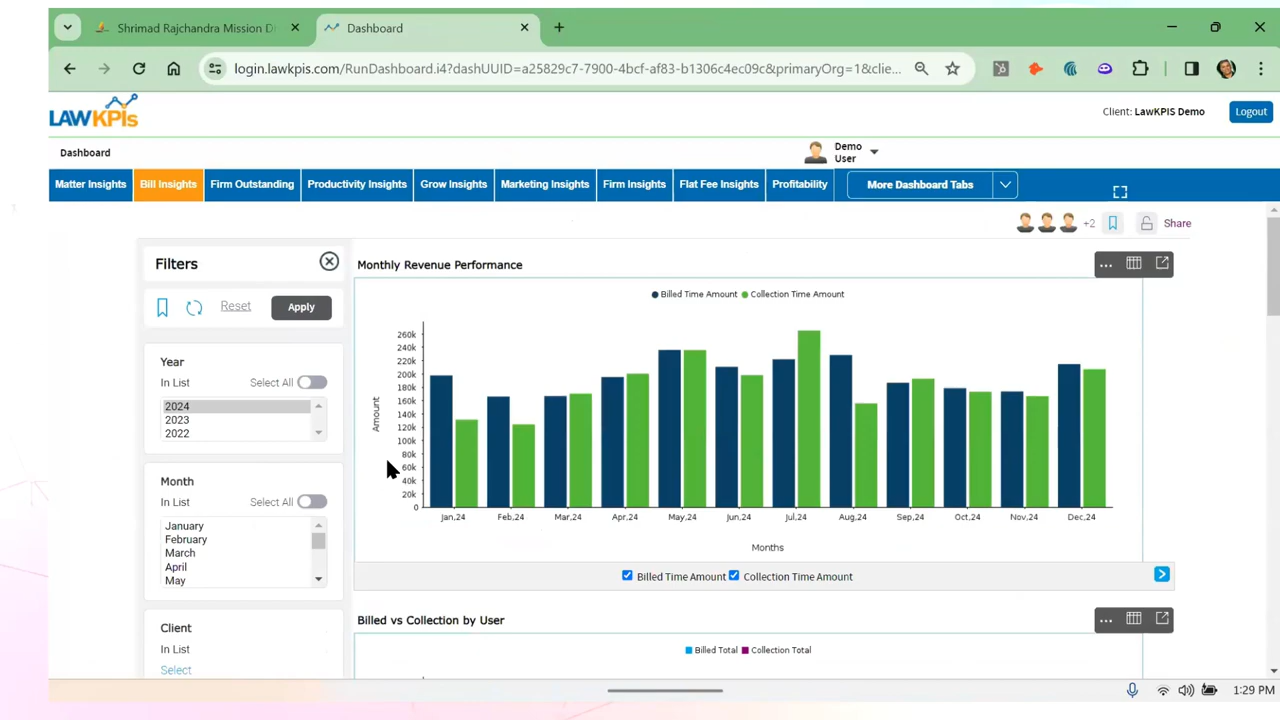 Shrimad Rajchandra Mission D
Dashboard
login.lawkpis.com/RunDashboard.i4?dashUUID=a25829c7-7900-4bcf-af83-b1306c4ec09c&primaryOrg=1&clie...
LAWKPIs
Client: LawKPIS Demo
Logout
Dashboard
Demo
User
Matter Insights
Bill Insights
Firm Outstanding
Productivity Insights
Grow Insights
Marketing Insights
Firm Insights
Flat Fee Insights
Profitability
More Dashboard Tabs
+2
Share
Filters
Reset
Apply
Year
In List
Select All
2024
2023
2022
Month
In List
Select All
January
February
March
April
May
Client
In List
Select
Monthly Revenue Performance
Billed Time Amount
Collection Time Amount
Amount
260k
240k
220k
200k
180k
160k
140k
120k
100k
80k
60k
40k
20k
0
Jan,24
Feb,24
Mar,24
Apr,24
May,24
Jun,24
Jul,24
Aug,24
Sep,24
Oct,24
Nov,24
Dec,24
Months
Billed Time Amount
Collection Time Amount
Billed vs Collection by User
Billed Total
Collection Total
1:29 PM